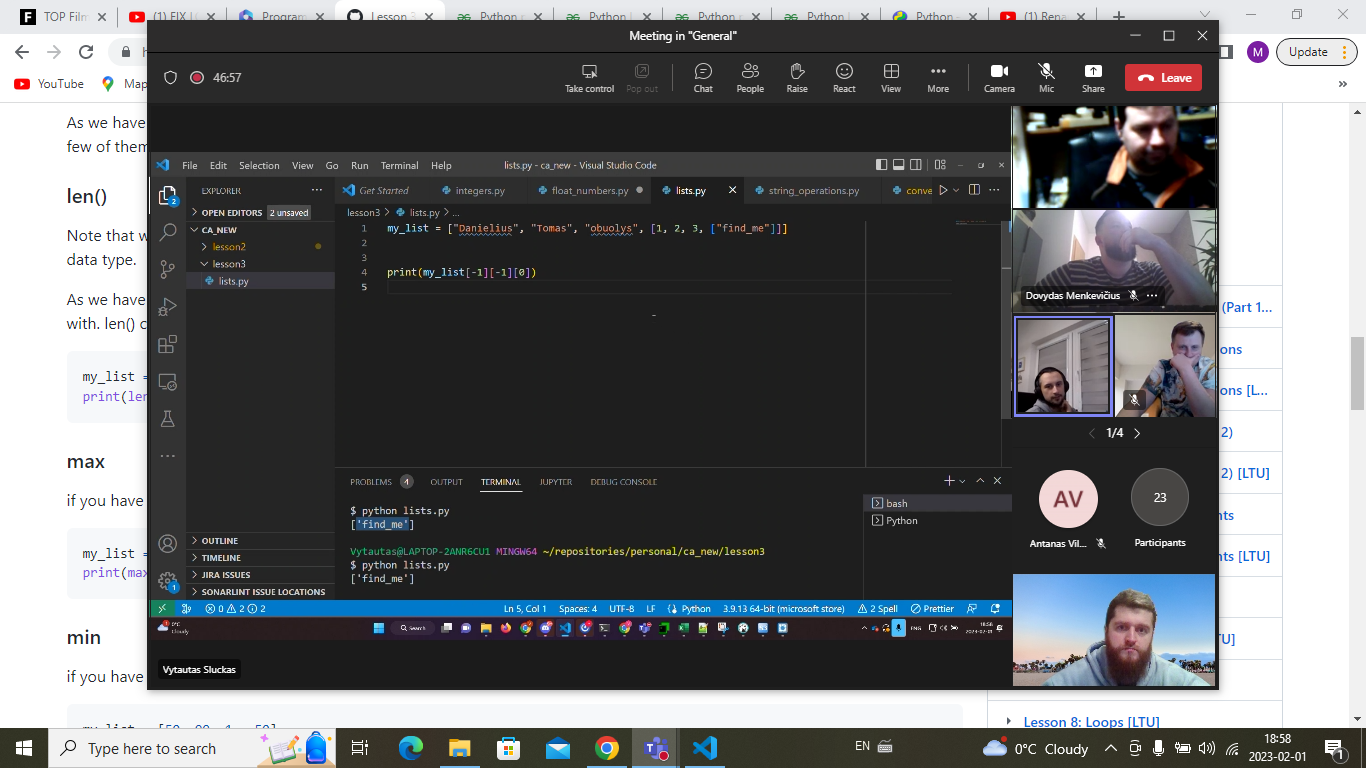 TOP Film
(1) FIX L
Program
Lesson 3
Python
Python
Python
Python
Python
(1) Rena
Update
M
YouTube
Map
»
Meeting in "General"
46:57
Take control
Pop out
Chat
People
Raise
React
View
More
Camera
Mic
Share
Leave
As we have
few of them
len()
Note that w
data type.
As we have
with. len() c
my_list =
print(len
max
if you have
my_list =
print(max
min
if you have
File Edit Selection View Go Run Terminal Help
lists.py - ca_new - Visual Studio Code
EXPLORER
Get Started
integers.py
float_numbers.py
lists.py
string_operations.py
conve
OPEN EDITORS 2 unsaved
CA_NEW
lesson2
lesson3
lists.py
lesson3 > lists.py > ...
1 my_list = ["Danielius", "Tomas", "obuolys", [1, 2, 3, ["find_me"]]]
2
3
4 print(my_list[-1][-1][0])
5
OUTLINE
TIMELINE
JIRA ISSUES
SONARLINT ISSUE LOCATIONS
PROBLEMS 4 OUTPUT TERMINAL JUPYTER DEBUG CONSOLE
$ python lists.py
['find_me']
Vytautas@LAPTOP-2ANR6CU1 MINGW64 ~/repositories/personal/ca_new/lesson3
$ python lists.py
['find_me']
bash
Python
0 2 2
Ln 5, Col 1 Spaces: 4 UTF-8 LF Python 3.9.13 64-bit (microsoft store) 2 Spell Prettier
0°C
Cloudy
Search
ENG
18:58
2023-02-01
Vytautas Sluckas
Dovydas Menkevičius
1/4
AV
Antanas Vil...
23
Participants
(Part 1...
ons
ons [L...
2)
2) [LTU]
nts
nts [LTU]
U]
Lesson 8: Loops [LTU]
Type here to search
EN
0°C Cloudy
18:58
2023-02-01
1